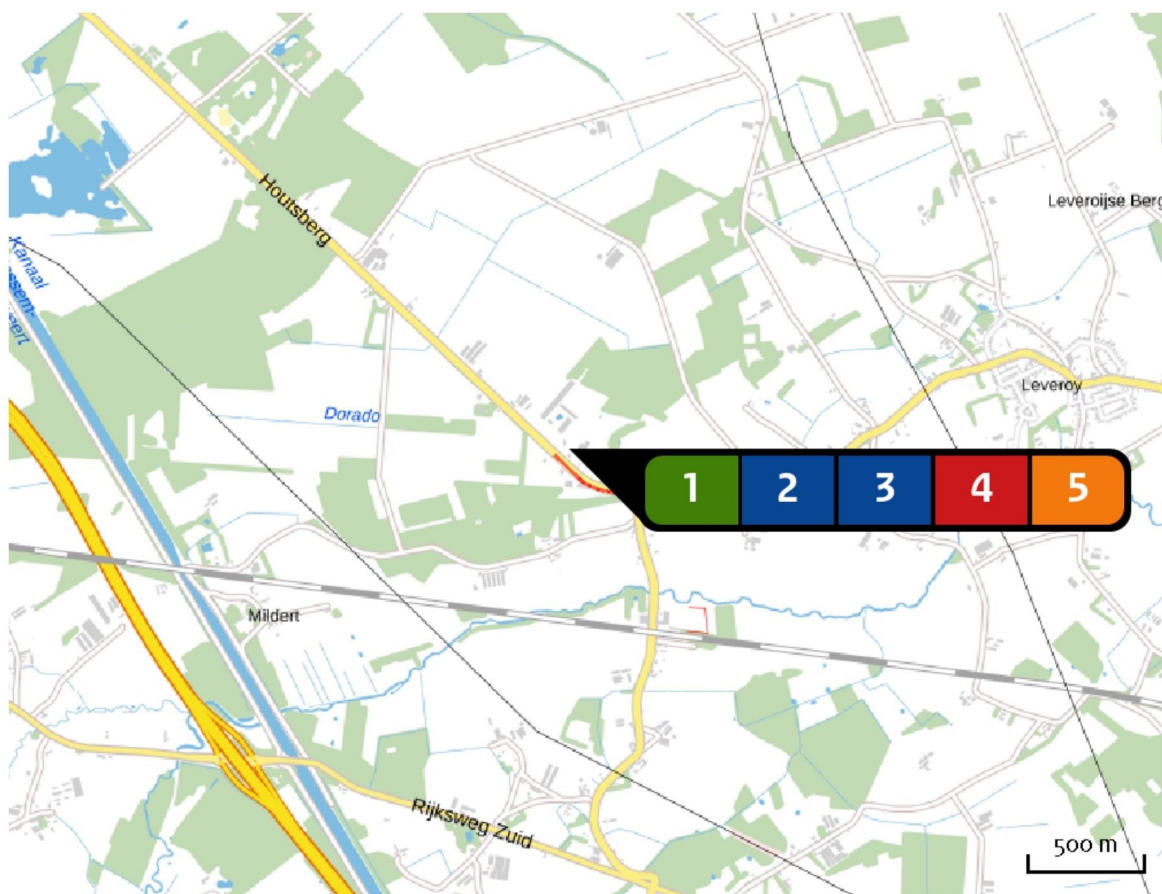 Houtsberg
Leveroijse Berg
Kanaal
Dorado
Leveroy
1 2 3 4 5
Mildert
Rijksweg Zuid
500 m